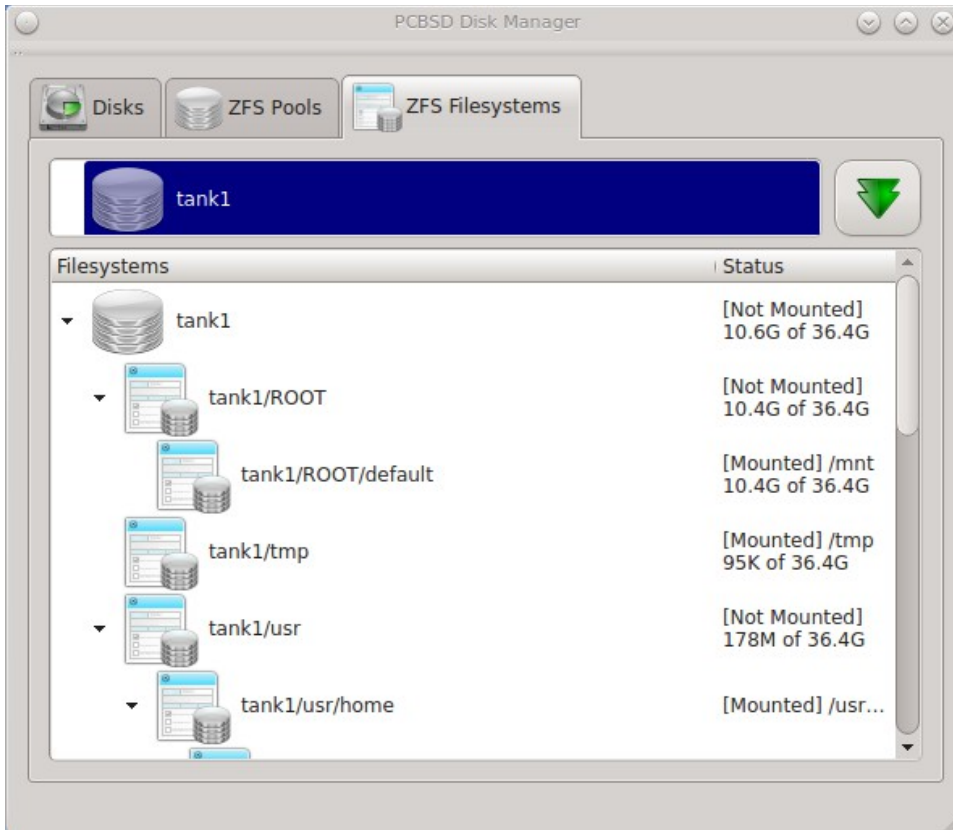 PCBSD Disk Manager
Disks
ZFS Pools
ZFS Filesystems
tank1
Filesystems
Status
tank1
[Not Mounted]
10.6G of 36.4G
tank1/ROOT
[Not Mounted]
10.4G of 36.4G
tank1/ROOT/default
[Mounted] /mnt
10.4G of 36.4G
tank1/tmp
[Mounted] /tmp
95K of 36.4G
tank1/usr
[Not Mounted]
178M of 36.4G
tank1/usr/home
[Mounted] /usr...